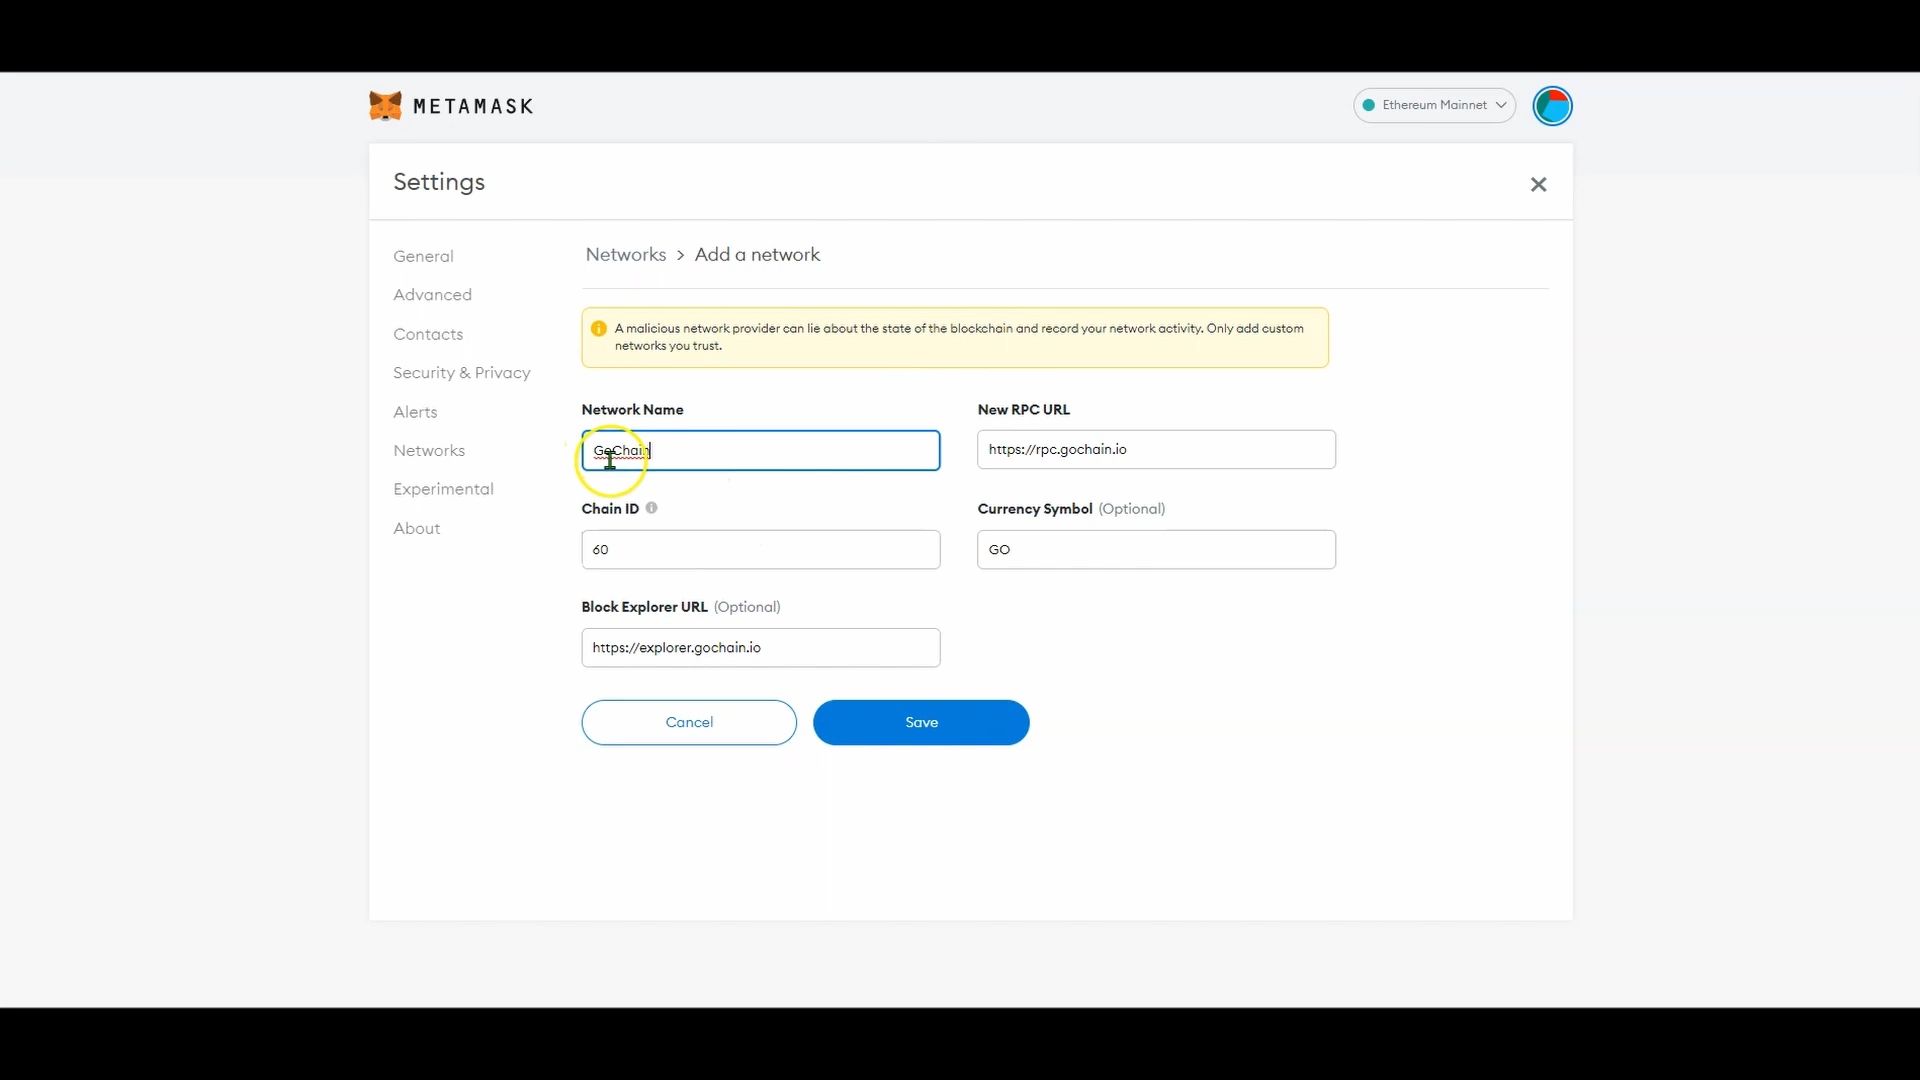 METAMASK
Ethereum Mainnet
Settings
General
Advanced
Contacts
Security & Privacy
Alerts
Networks
Experimental
About
Networks > Add a network
A malicious network provider can lie about the state of the blockchain and record your network activity. Only add custom
networks you trust.
Network Name
GoChain
New RPC URL
https://rpc.gochain.io
Chain ID
60
Currency Symbol (Optional)
GO
Block Explorer URL (Optional)
https://explorer.gochain.io
Cancel
Save